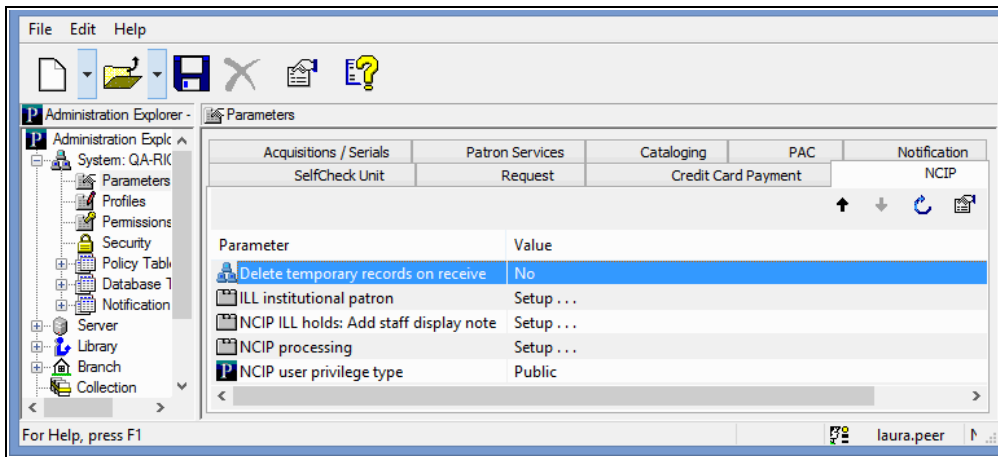 File Edit Help
Administration Explorer -
Parameters
Administration Explc
System: QA-RIC
Parameters
Profiles
Permissions
Security
Policy Tabl
Database T
Notification
Server
Library
Branch
Collection
Acquisitions / Serials Patron Services Cataloging PAC Notification
SelfCheck Unit Request Credit Card Payment NCIP
Parameter Value
Delete temporary records on receive No
ILL institutional patron Setup . . .
NCIP ILL holds: Add staff display note Setup . . .
NCIP processing Setup . . .
NCIP user privilege type Public
For Help, press F1 laura.peer